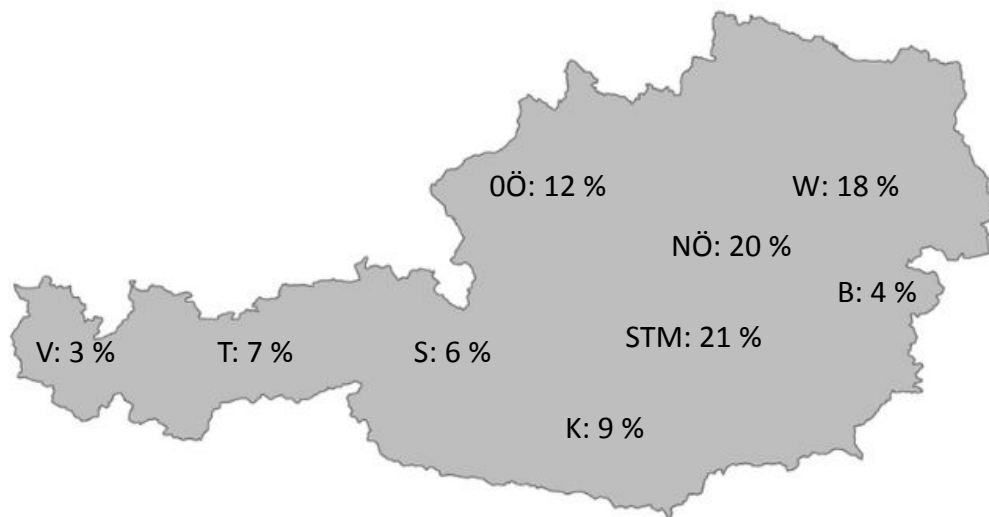 0Ö: 12 %
W: 18 %
NÖ: 20 %
B: 4 %
STM: 21 %
V: 3 %
T: 7 %
S: 6 %
K: 9 %